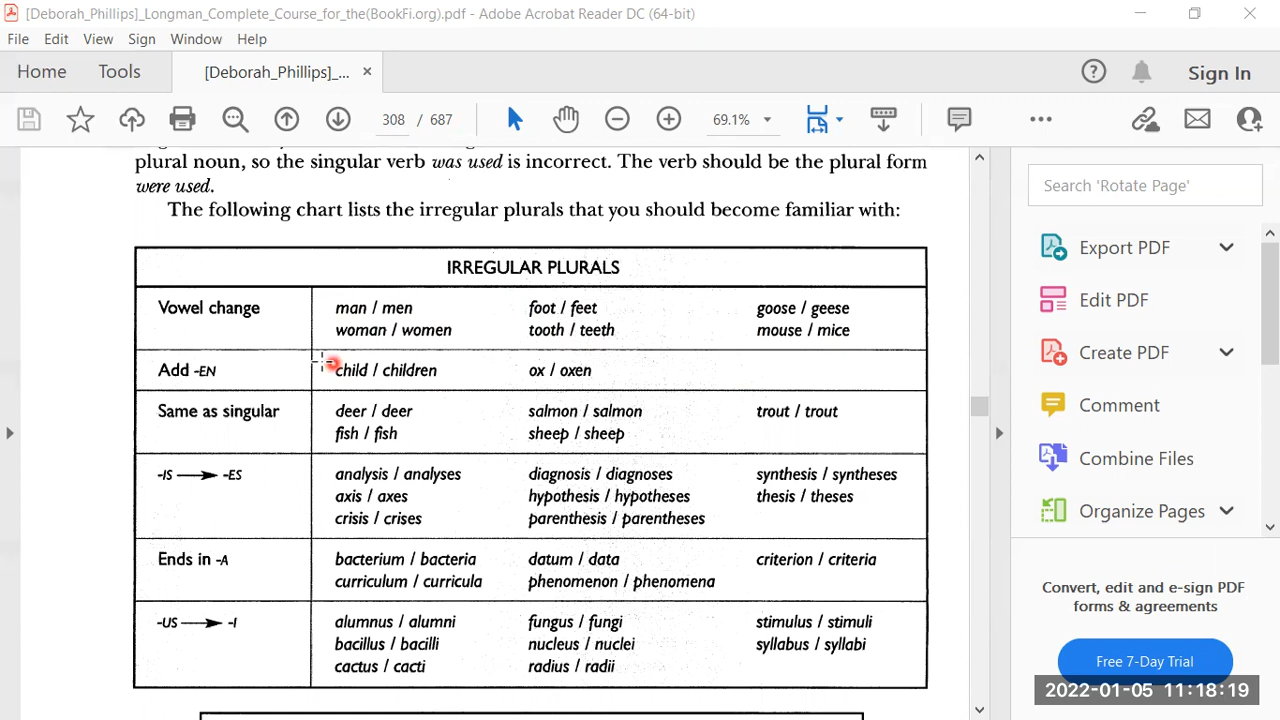 [Deborah_Phillips]_Longman_Complete_Course_for_the(BookFi.org).pdf - Adobe Acrobat Reader DC (64-bit)
File Edit View Sign Window Help
Home Tools [Deborah_Phillips]_... × Sign In
308 / 687 69.1%
plural noun, so the singular verb was used is incorrect. The verb should be the plural form
were used.
The following chart lists the irregular plurals that you should become familiar with:
IRREGULAR PLURALS
Vowel change man / men foot / feet goose / geese
woman / women tooth / teeth mouse / mice
Add -EN child / children ox / oxen
Same as singular deer / deer salmon / salmon trout / trout
fish / fish sheep / sheep
-IS → -ES analysis / analyses diagnosis / diagnoses synthesis / syntheses
axis / axes hypothesis / hypotheses thesis / theses
crisis / crises parenthesis / parentheses
Ends in -A bacterium / bacteria datum / data criterion / criteria
curriculum / curricula phenomenon / phenomena
-US → -I alumnus / alumni fungus / fungi stimulus / stimuli
bacillus / bacilli nucleus / nuclei syllabus / syllabi
cactus / cacti radius / radii
Search 'Rotate Page'
Export PDF
Edit PDF
Create PDF
Comment
Combine Files
Organize Pages
Convert, edit and e-sign PDF
forms & agreements
Free 7-Day Trial
2022-01-05 11:18:19